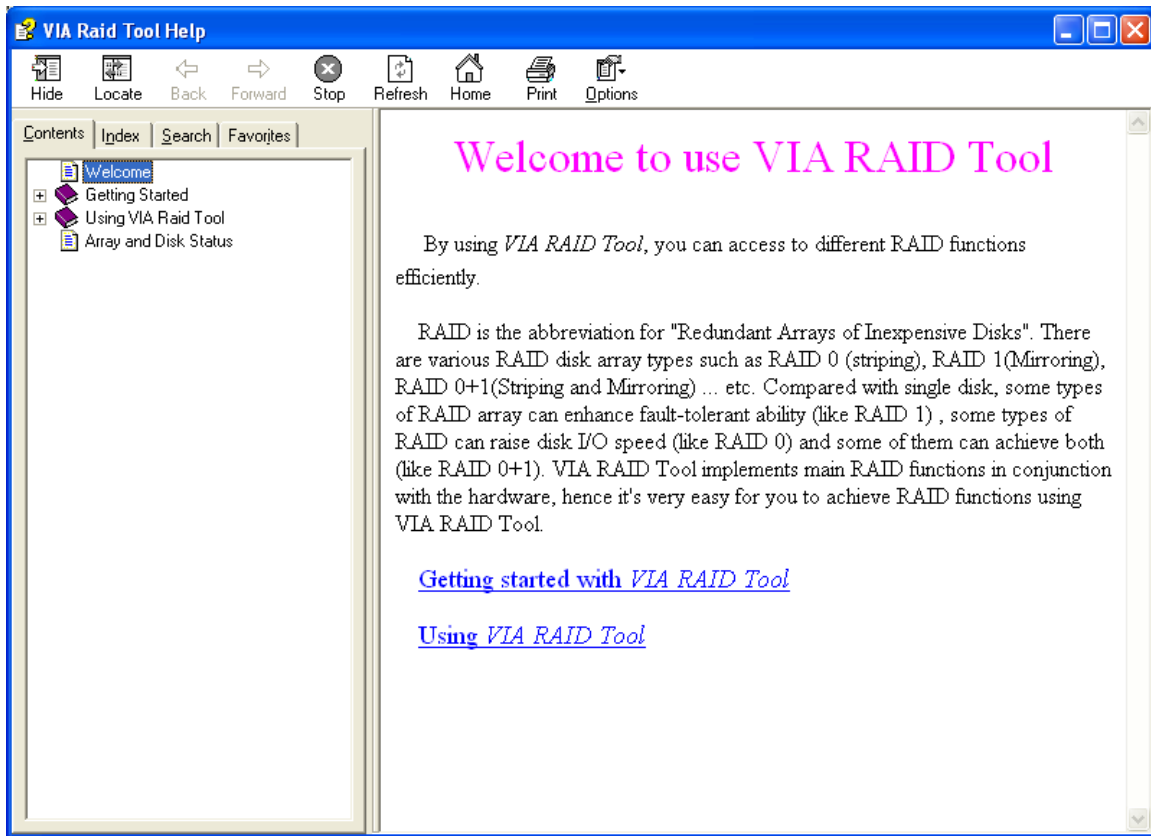 VIA Raid Tool Help
Hide Locate Back Forward Stop Refresh Home Print Options
Contents Index Search Favorites
Welcome
Getting Started
Using VIA Raid Tool
Array and Disk Status
Welcome to use VIA RAID Tool
By using VIA RAID Tool, you can access to different RAID functions
efficiently.
RAID is the abbreviation for "Redundant Arrays of Inexpensive Disks". There
are various RAID disk array types such as RAID 0 (striping), RAID 1(Mirroring),
RAID 0+1(Striping and Mirroring) ... etc. Compared with single disk, some types
of RAID array can enhance fault-tolerant ability (like RAID 1) , some types of
RAID can raise disk I/O speed (like RAID 0) and some of them can achieve both
(like RAID 0+1). VIA RAID Tool implements main RAID functions in conjunction
with the hardware, hence it's very easy for you to achieve RAID functions using
VIA RAID Tool.
Getting started with VIA RAID Tool
Using VIA RAID Tool